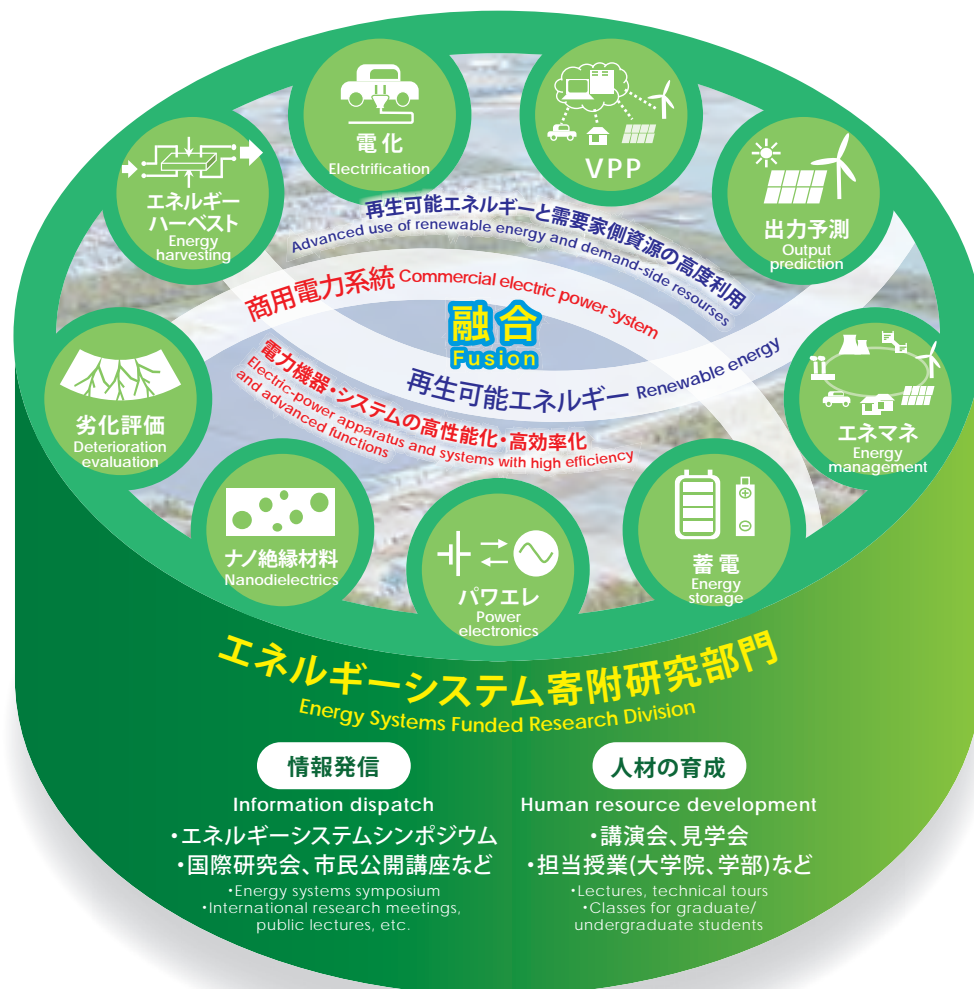 電化
Electrification
VPP
エネルギー
ハーベスト
Energy
harvesting
出力予測
Output
prediction
再生可能エネルギーと需要家側資源の高度利用
Advanced use of renewable energy and demand-side resourses
商用電力系統 Commercial electric power system
融合
Fusion
再生可能エネルギー Renewable energy
電力機器・システムの高性能化・高効率化
Electric-power apparatus and systems with high efficiency
and advanced functions
劣化評価
Deterioration
evaluation
エネマネ
Energy
management
ナノ絶縁材料
Nanodielectrics
パワエレ
Power
electronics
蓄電
Energy
storage
エネルギーシステム寄附研究部門
Energy Systems Funded Research Division
情報発信
Information dispatch
・エネルギーシステムシンポジウム
・国際研究会、市民公開講座など
・Energy systems symposium
・International research meetings,
public lectures, etc.
人材の育成
Human resource development
・講演会、見学会
・担当授業(大学院、学部)など
・Lectures, technical tours
・Classes for graduate/
undergraduate students